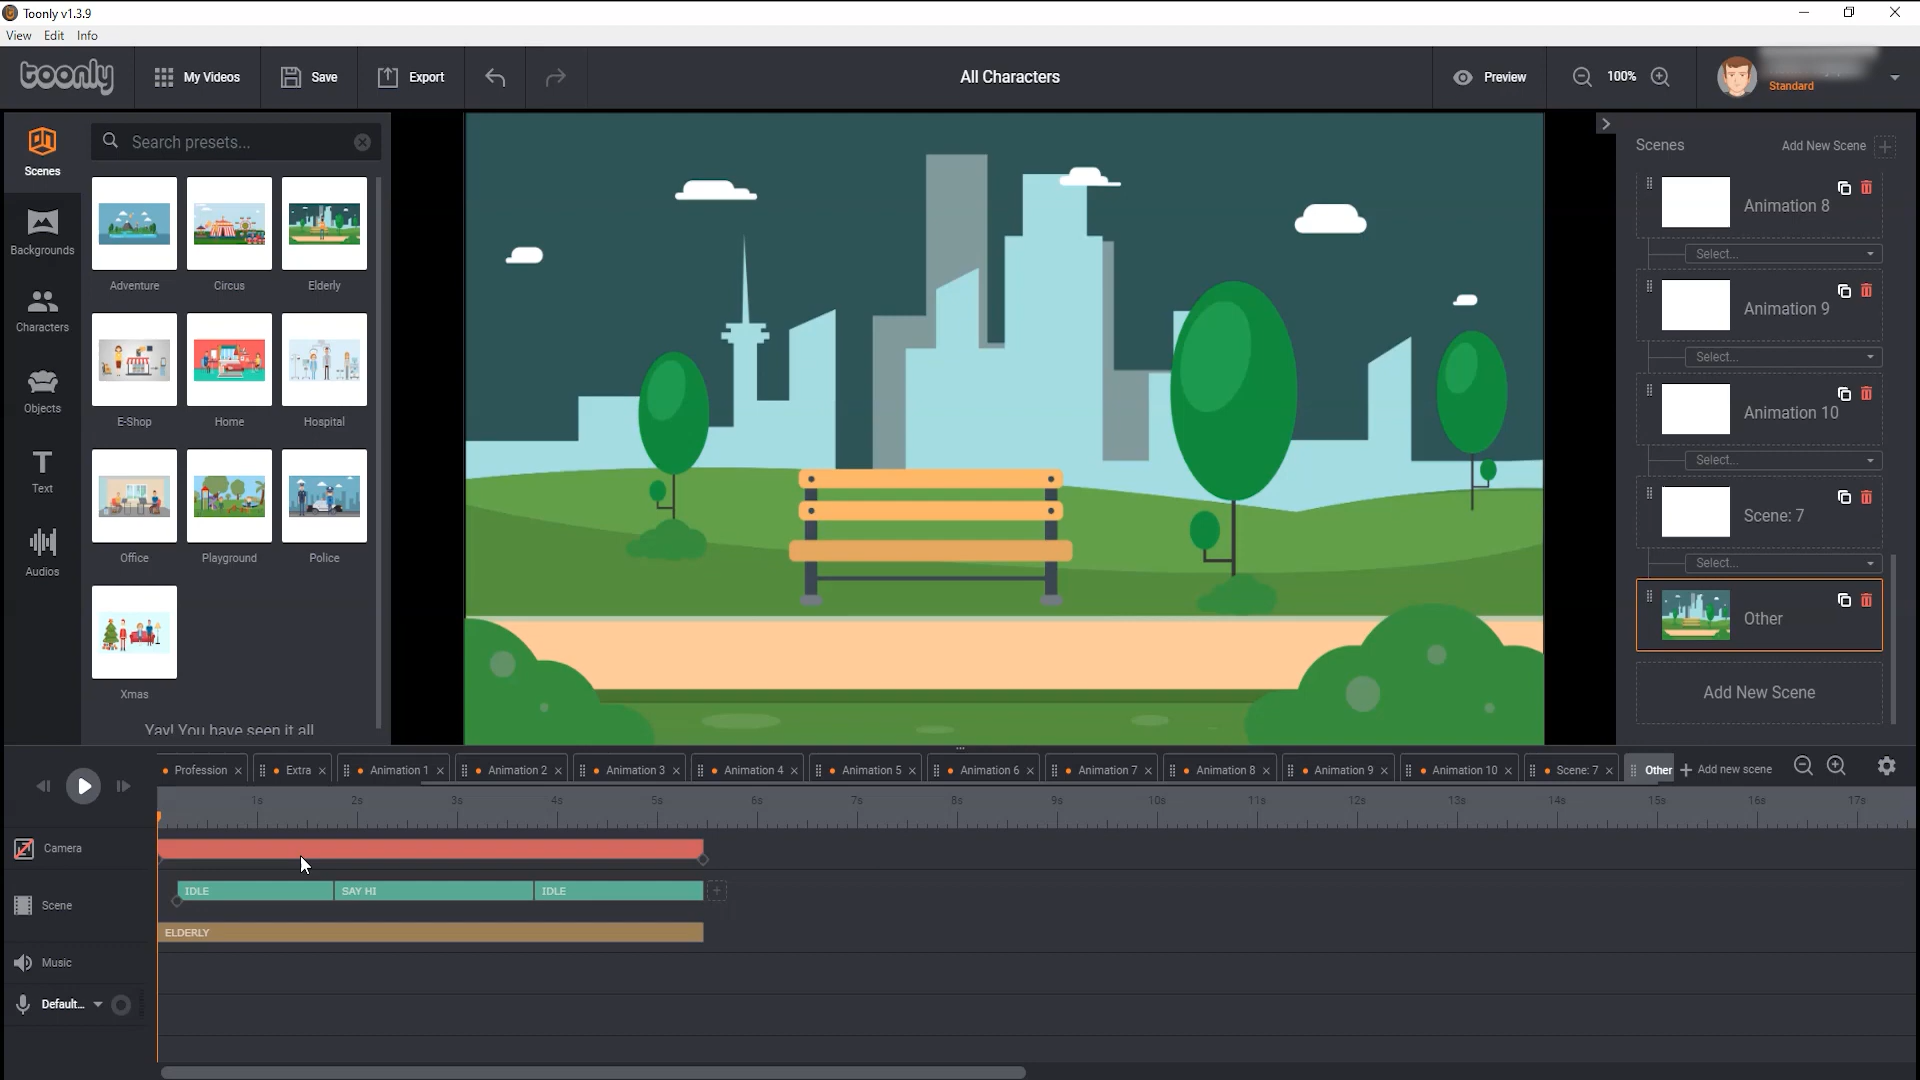 Toonly v1.3.9
View Edit Info
toonly
My Videos
Save
Export
All Characters
Preview
100%
Standard
Scenes
Backgrounds
Characters
Objects
Text
Audios
Search presets...
Adventure
Circus
Elderly
E-Shop
Home
Hospital
Office
Playground
Police
Xmas
Yay! You have seen it all
Scenes
Add New Scene
Animation 8
Select...
Animation 9
Select...
Animation 10
Select...
Scene: 7
Select...
Other
Add New Scene
Profession
Extra
Animation 1
Animation 2
Animation 3
Animation 4
Animation 5
Animation 6
Animation 7
Animation 8
Animation 9
Animation 10
Scene: 7
Other
Add new scene
1s 2s 3s 4s 5s 6s 7s 8s 9s 10s 11s 12s 13s 14s 15s 16s 17s
Camera
Scene
IDLE
SAY HI
IDLE
ELDERLY
Music
Default...